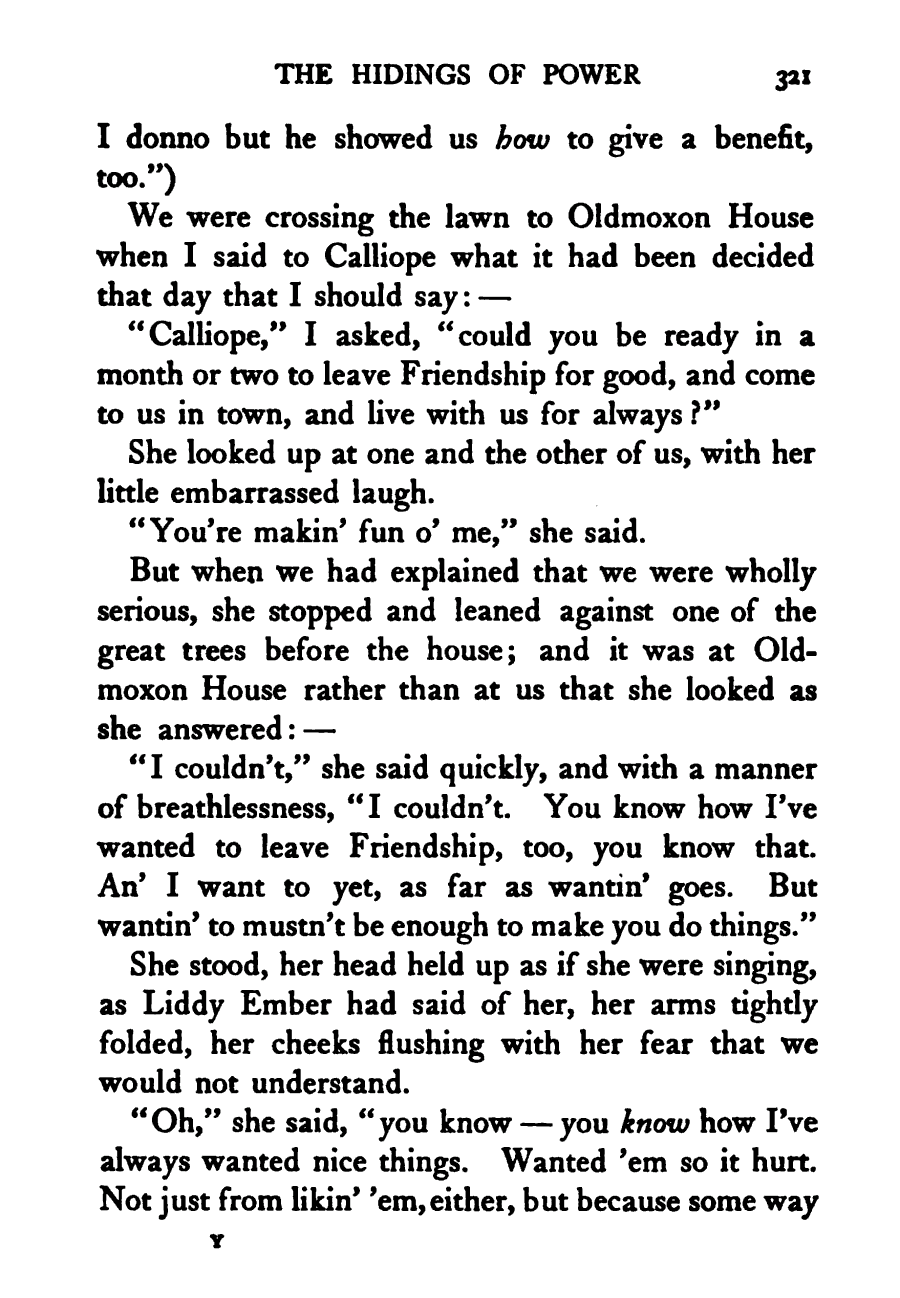 THE HIDINGS OF POWER 321
I donno but he showed us how to give a benefit,
too.")
We were crossing the lawn to Oldmoxon House
when I said to Calliope what it had been decided
that day that I should say: —
"Calliope," I asked, "could you be ready in a
month or two to leave Friendship for good, and come
to us in town, and live with us for always?"
She looked up at one and the other of us, with her
little embarrassed laugh.
"You're makin' fun o' me," she said.
But when we had explained that we were wholly
serious, she stopped and leaned against one of the
great trees before the house; and it was at Old-
moxon House rather than at us that she looked as
she answered: —
"I couldn't," she said quickly, and with a manner
of breathlessness, "I couldn't. You know how I've
wanted to leave Friendship, too, you know that.
An' I want to yet, as far as wantin' goes. But
wantin' to mustn't be enough to make you do things."
She stood, her head held up as if she were singing,
as Liddy Ember had said of her, her arms tightly
folded, her cheeks flushing with her fear that we
would not understand.
"Oh," she said, "you know — you know how I've
always wanted nice things. Wanted 'em so it hurt.
Not just from likin' 'em, either, but because some way
Y